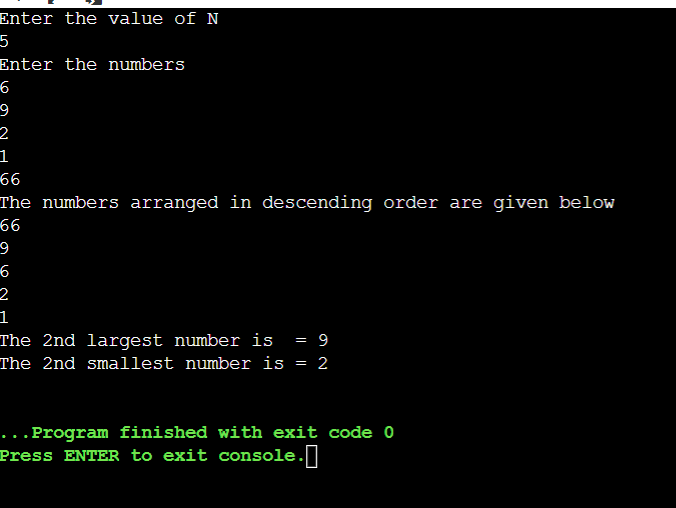 Enter the value of N
5
Enter the numbers
6
9
2
1
66
The numbers arranged in descending order are given below
66
9
6
2
1
The 2nd largest number is  = 9
The 2nd smallest number is = 2
...Program finished with exit code 0
Press ENTER to exit console.